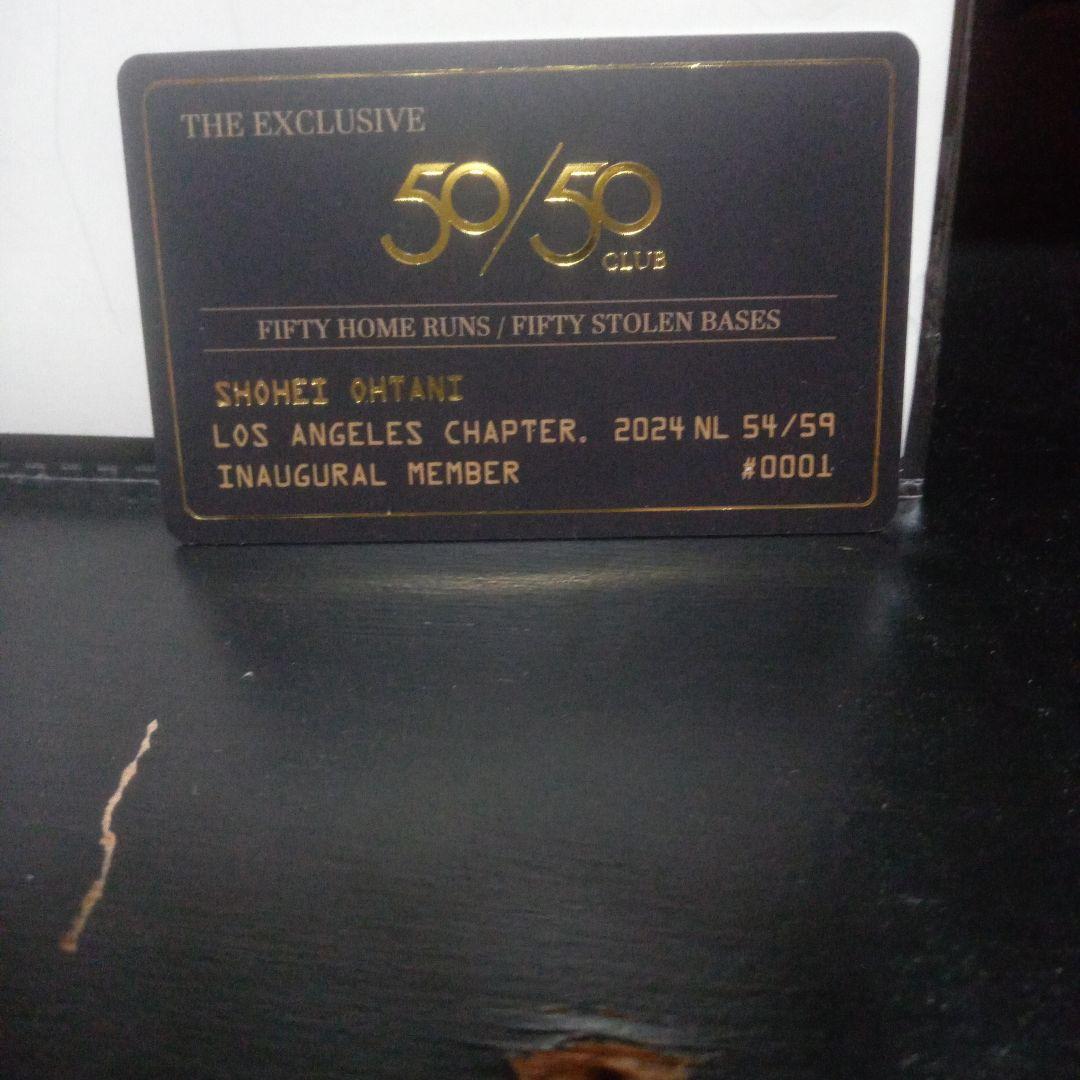 THE EXCLUSIVE
50/50
CLUB
FIFTY HOME RUNS / FIFTY STOLEN BASES
SHOHEI OHTANI
LOS ANGELES CHAPTER. 2024 NL 54/59
INAUGURAL MEMBER #0001